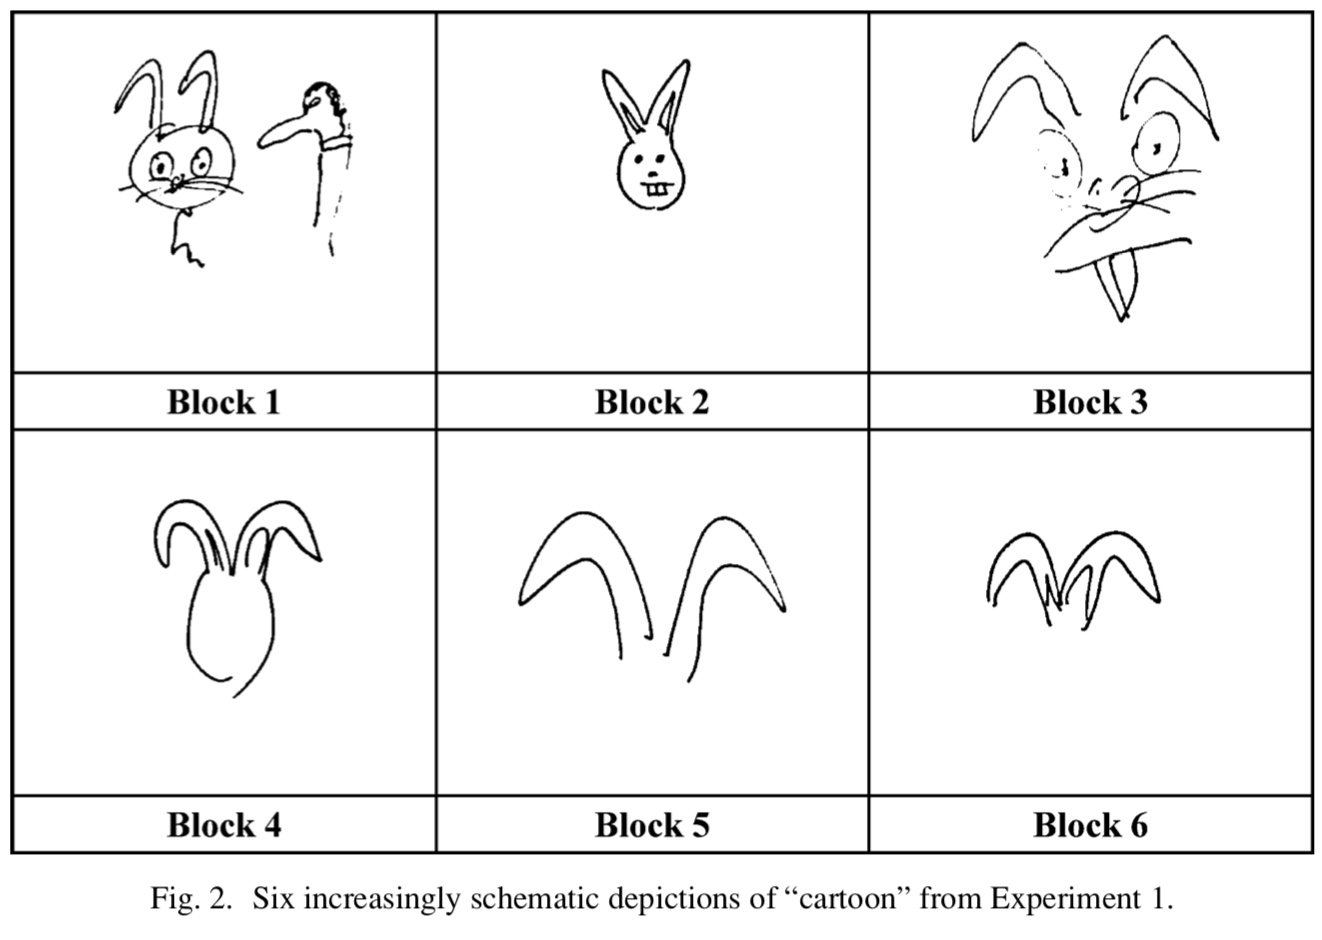 Block 1
Block 2
Block 3
Block 4
Block 5
Block 6
Fig. 2. Six increasingly schematic depictions of “cartoon” from Experiment 1.